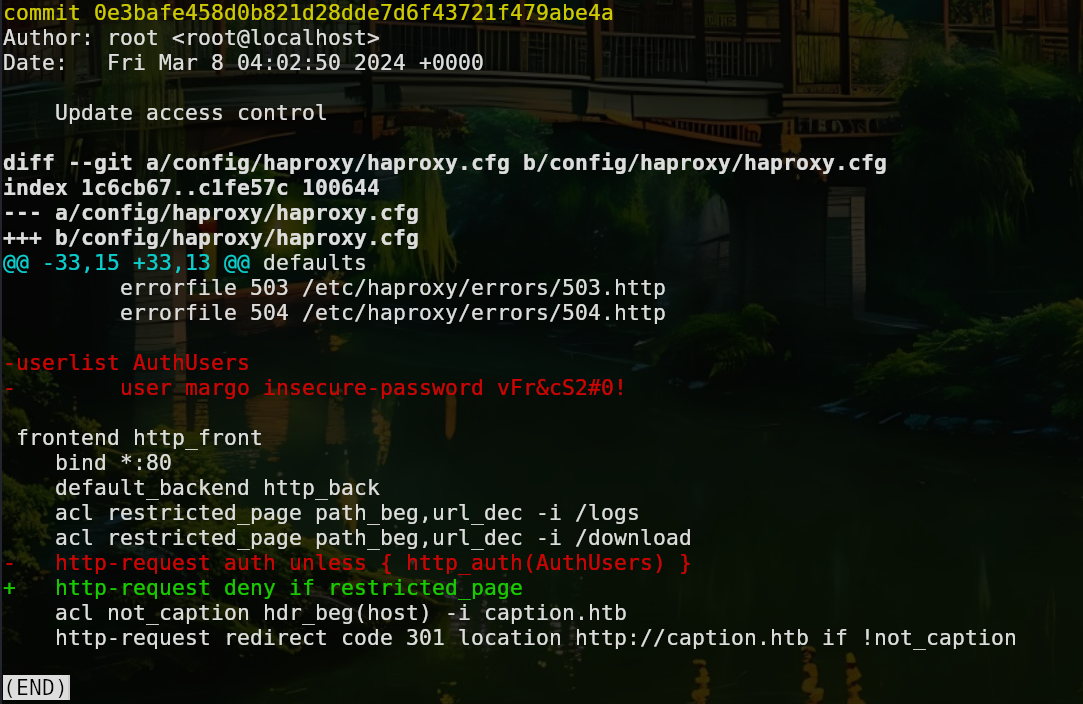 commit 0e3bafe458d0b821d28dde7d6f43721f479abe4a
Author: root <root@localhost>
Date:   Fri Mar 8 04:02:50 2024 +0000

    Update access control

diff --git a/config/haproxy/haproxy.cfg b/config/haproxy/haproxy.cfg
index 1c6cb67..c1fe57c 100644
--- a/config/haproxy/haproxy.cfg
+++ b/config/haproxy/haproxy.cfg
@@ -33,15 +33,13 @@ defaults
         errorfile 503 /etc/haproxy/errors/503.http
         errorfile 504 /etc/haproxy/errors/504.http

-userlist AuthUsers
-        user margo insecure-password vFr&cS2#0!

 frontend http_front
    bind *:80
    default_backend http_back
    acl restricted_page path_beg,url_dec -i /logs
    acl restricted_page path_beg,url_dec -i /download
-   http-request auth unless { http_auth(AuthUsers) }
+   http-request deny if restricted_page
    acl not_caption hdr_beg(host) -i caption.htb
    http-request redirect code 301 location http://caption.htb if !not_caption

(END)